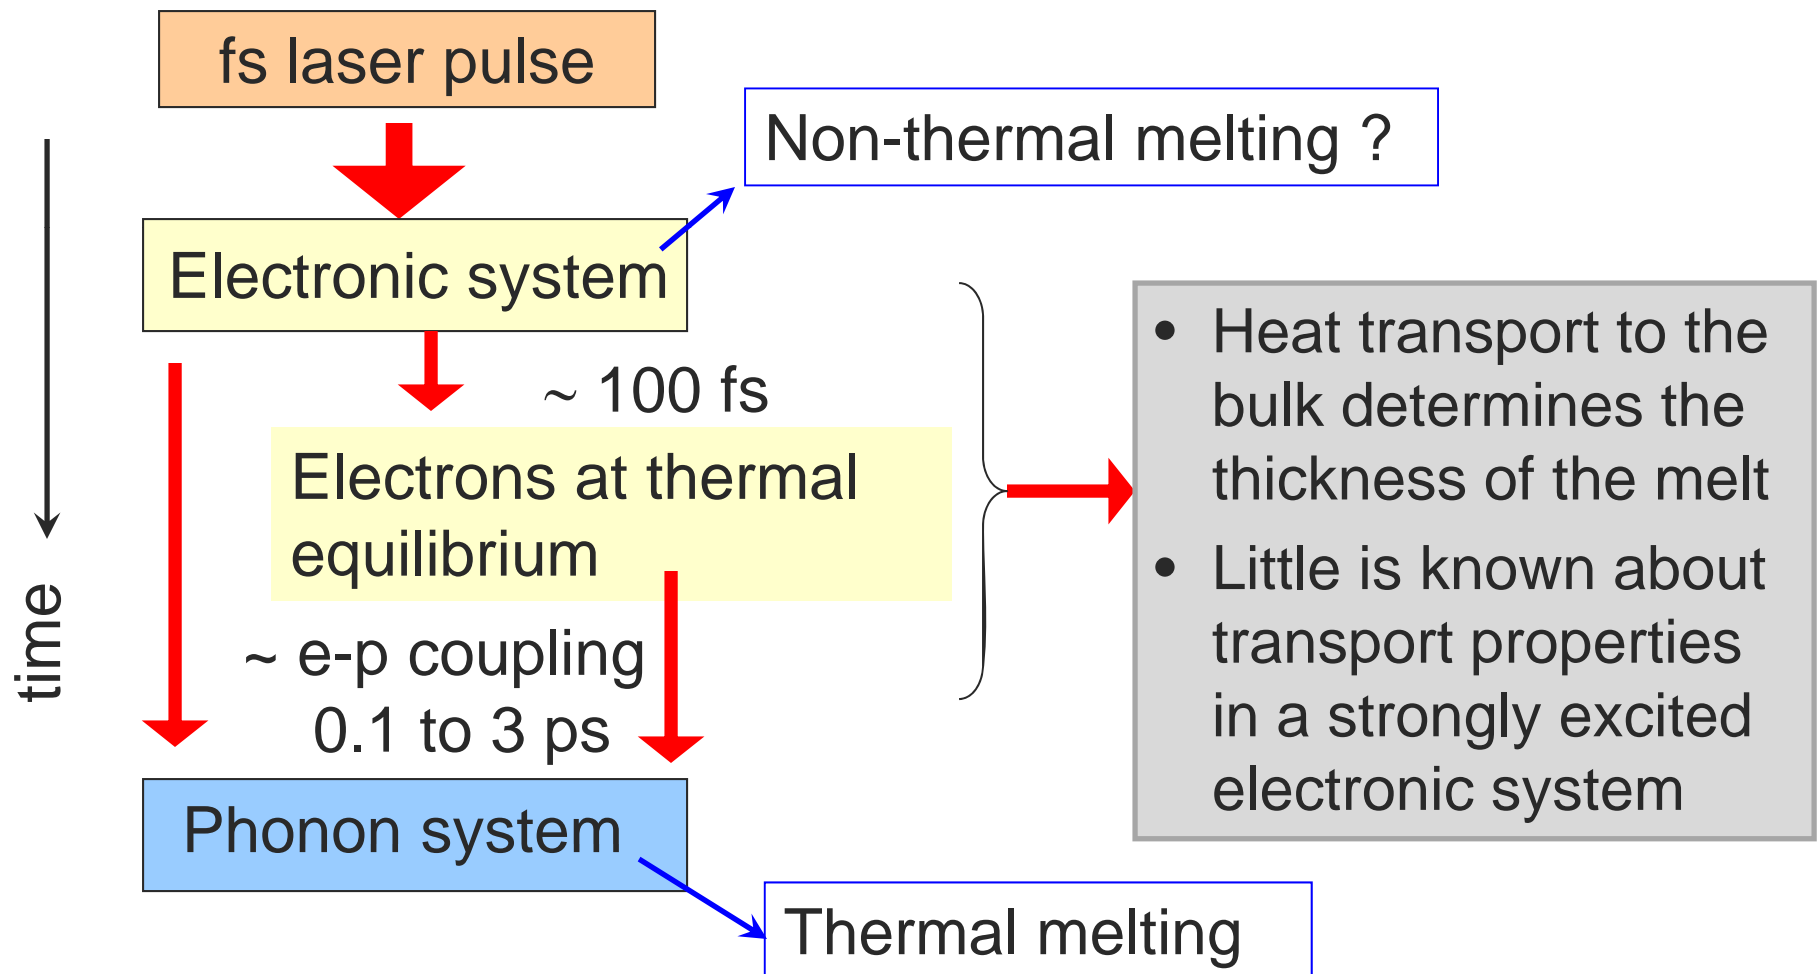 fs laser pulse
Non-thermal melting ?
Electronic system
~ 100 fs
Electrons at thermal
equilibrium
~ e-p coupling
0.1 to 3 ps
Phonon system
Thermal melting
time
• Heat transport to the
bulk determines the
thickness of the melt
• Little is known about
transport properties
in a strongly excited
electronic system